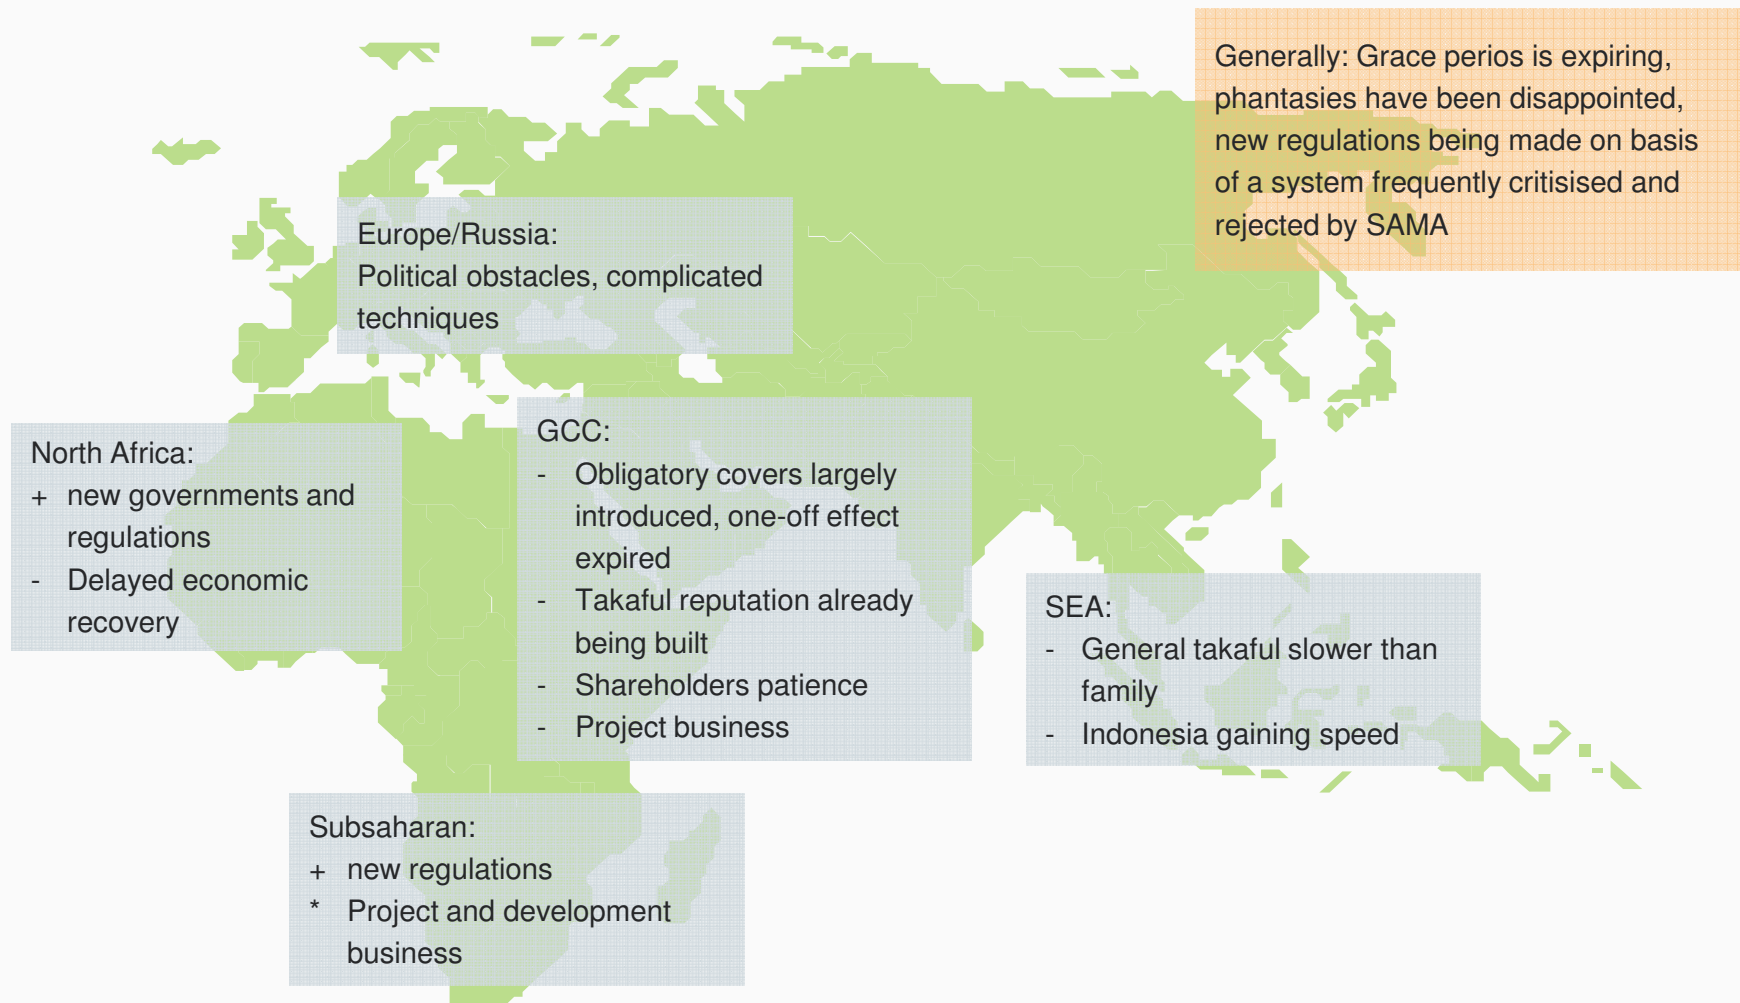 Generally: Grace perios is expiring,
phantasies have been disappointed,
new regulations being made on basis
of a system frequently critisised and
rejected by SAMA
Europe/Russia:
Political obstacles, complicated
techniques
North Africa:
+ new governments and
regulations
- Delayed economic
recovery
GCC:
- Obligatory covers largely
introduced, one-off effect
expired
- Takaful reputation already
being built
- Shareholders patience
- Project business
SEA:
- General takaful slower than
family
- Indonesia gaining speed
Subsaharan:
+ new regulations
* Project and development
business